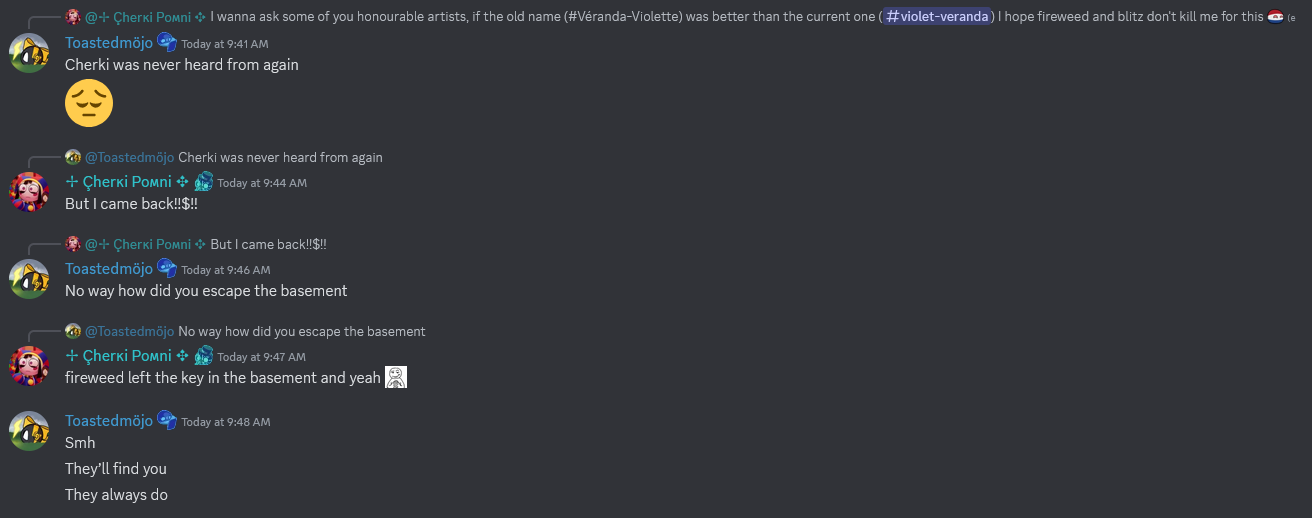 @✢ Çherкi Poмni ✣ I wanna ask some of you honourable artists, if the old name (#Véranda-Violette) was better than the current one (#violet-veranda) I hope fireweed and blitz don't kill me for this (e
Toastedmöjo Today at 9:41 AM
Cherki was never heard from again
@Toastedmöjo Cherki was never heard from again
✢ Çherкi Poмni ✣ Today at 9:44 AM
But I came back!!$!!
@✢ Çherкi Poмni ✣ But I came back!!$!!
Toastedmöjo Today at 9:46 AM
No way how did you escape the basement
@Toastedmöjo No way how did you escape the basement
✢ Çherкi Poмni ✣ Today at 9:47 AM
fireweed left the key in the basement and yeah
Toastedmöjo Today at 9:48 AM
Smh
They’ll find you
They always do